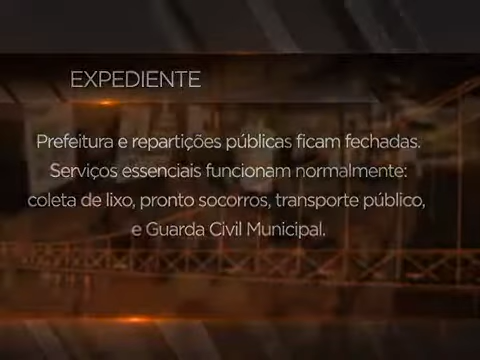 EXPEDIENTE
Prefeitura e repartições públicas ficam fechadas.
Serviços essenciais funcionam normalmente:
coleta de lixo, pronto socorros, transporte público,
e Guarda Civil Municipal.